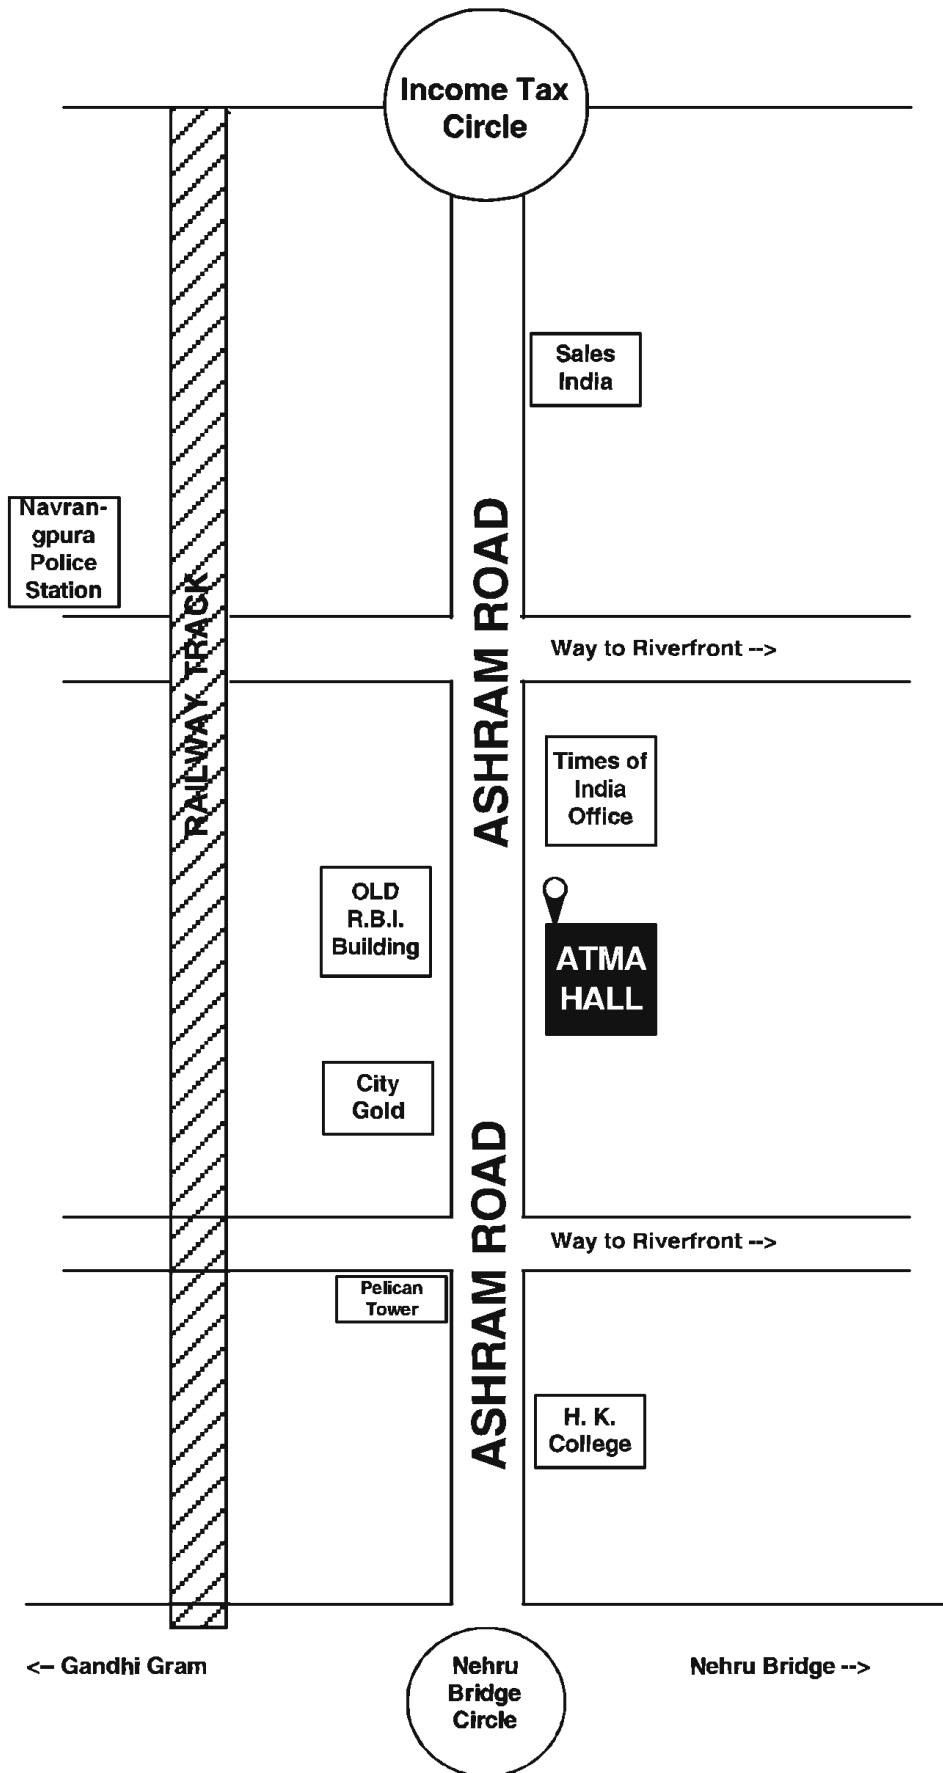 Income Tax
Circle
Sales
India
Navran-
gpura
Police
Station
RAILWAY TRACK
ASHRAM ROAD
Way to Riverfront -->
Times of
India
Office
OLD
R.B.I.
Building
ATMA
HALL
City
Gold
ASHRAM ROAD
Way to Riverfront -->
Pelican
Tower
H. K.
College
<-- Gandhi Gram
Nehru
Bridge
Circle
Nehru Bridge -->